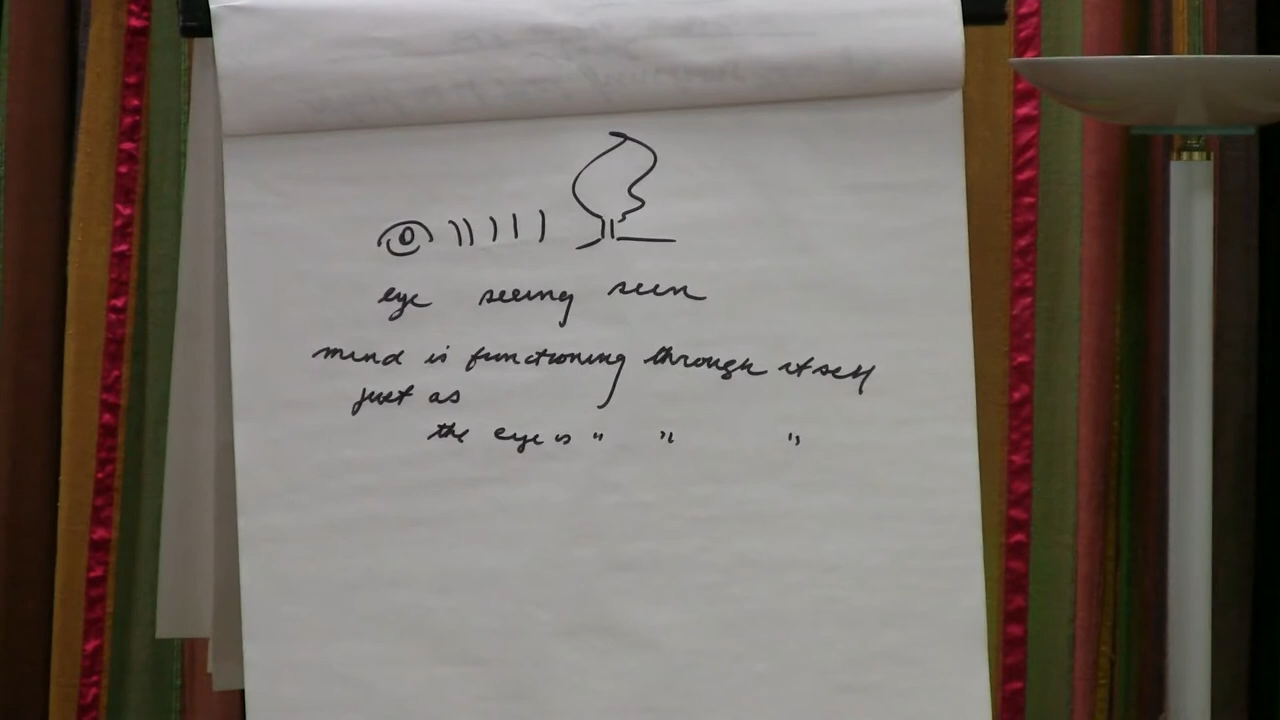 eye seeing seen
mind is functioning through itself
just as
the eye is " " "